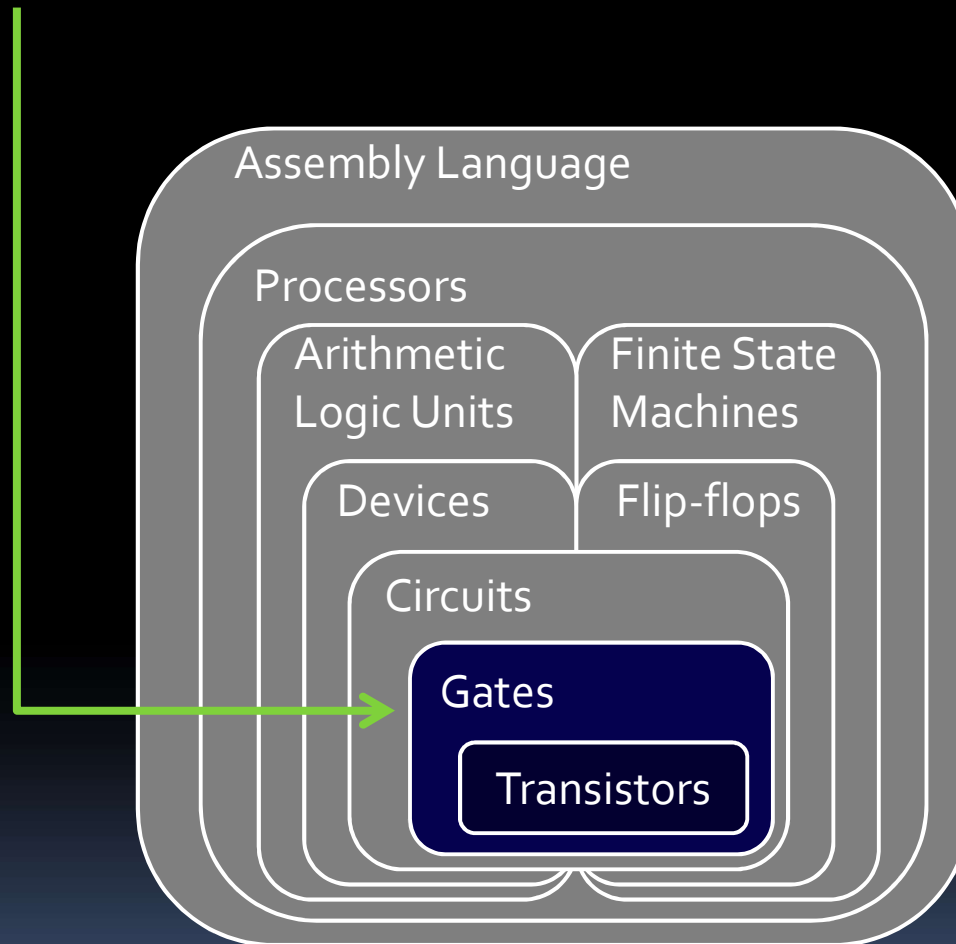 Assembly Language
Processors
Arithmetic
Logic Units
Finite State
Machines
Devices
Flip-flops
Circuits
Gates
Transistors